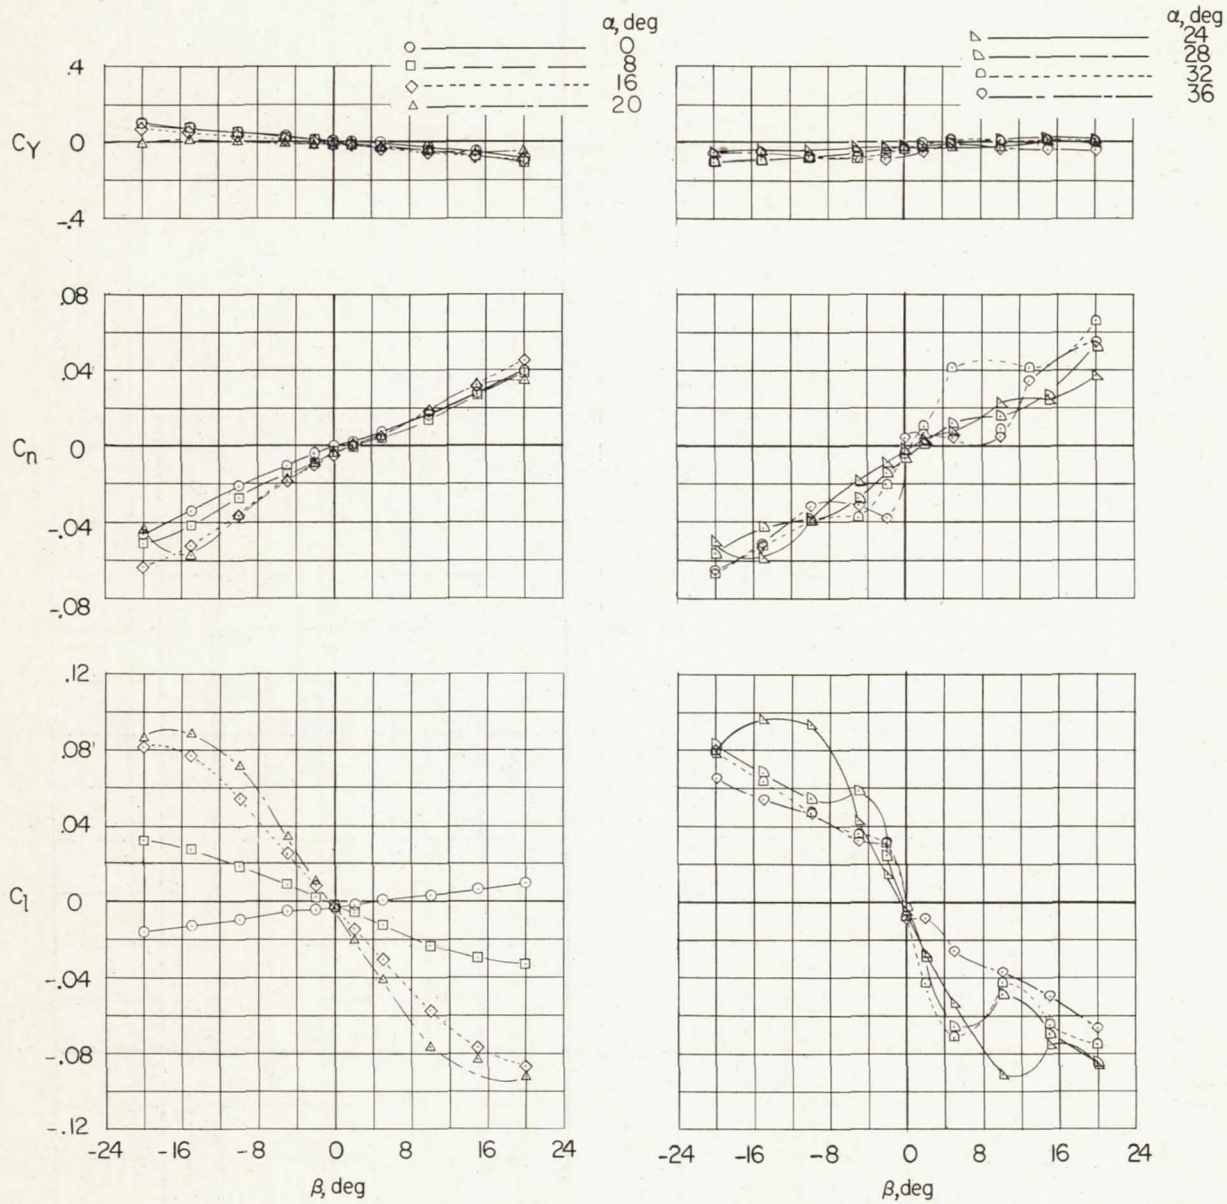 α, deg
0
8
16
20
α, deg
24
28
32
36
.4
C_Y 0
-.4
.08
.04
C_n 0
-.04
-.08
.12
.08
.04
C_l 0
-.04
-.08
-.12
-24 -16 -8 0 8 16 24
β, deg
-24 -16 -8 0 8 16 24
β, deg